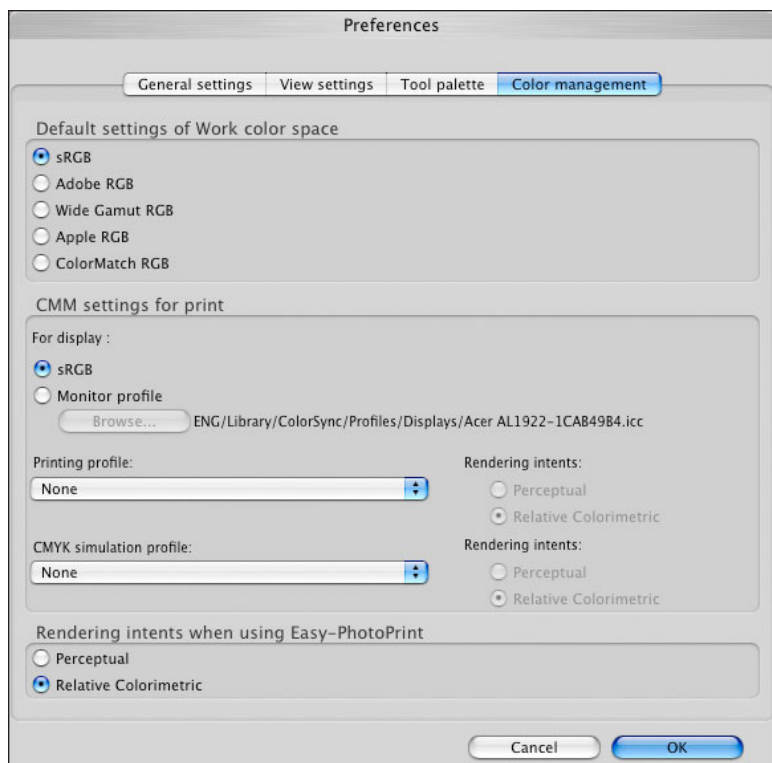 Preferences
General settings
View settings
Tool palette
Color management
Default settings of Work color space
sRGB
Adobe RGB
Wide Gamut RGB
Apple RGB
ColorMatch RGB
CMM settings for print
For display :
sRGB
Monitor profile
Browse... ENG/Library/ColorSync/Profiles/Displays/Acer AL1922-1CAB49B4.icc
Printing profile:
None
Rendering intents:
Perceptual
Relative Colorimetric
CMYK simulation profile:
None
Rendering intents:
Perceptual
Relative Colorimetric
Rendering intents when using Easy-PhotoPrint
Perceptual
Relative Colorimetric
Cancel
OK